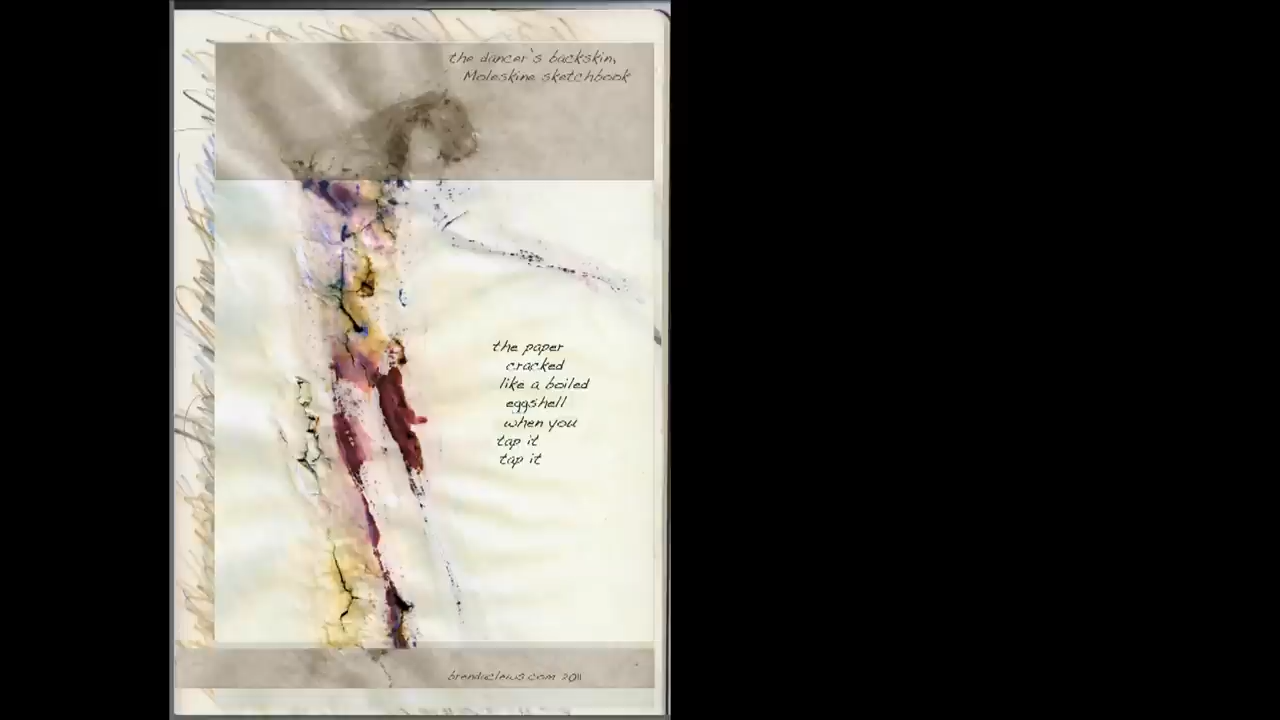 the dancer's backskin,
Moleskine sketchbook
the paper
cracked
like a boiled
eggshell
when you
tap it
tap it
brendaclews.com 2011